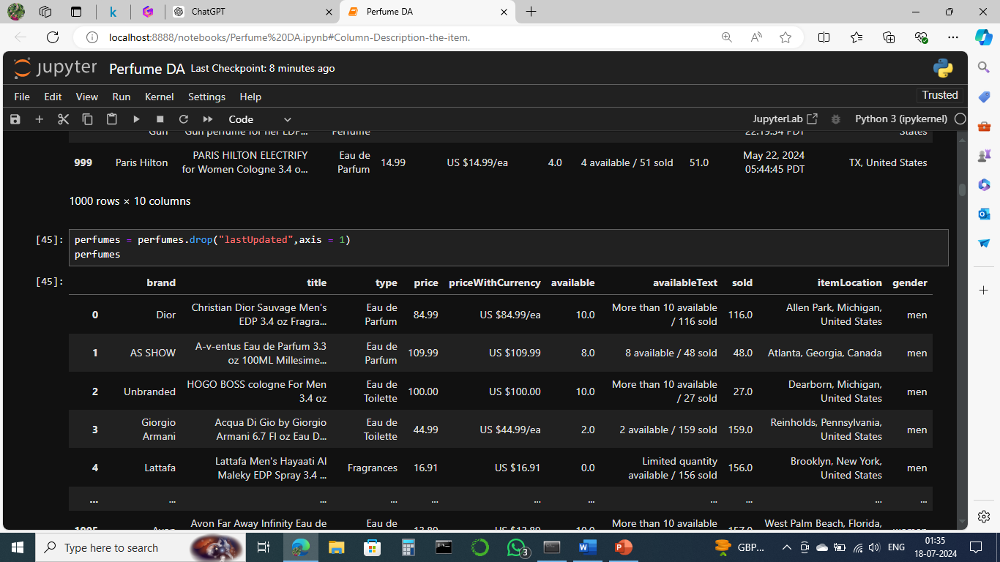 ChatGPT
Perfume DA
localhost:8888/notebooks/Perfume%20DA.ipynb#Column-Description-the-item.
jupyter Perfume DA Last Checkpoint: 8 minutes ago
File Edit View Run Kernel Settings Help Trusted
Code JupyterLab Python 3 (ipykernel)
Gun Gun perfume for her EDP... Perfume 22:19:54 PDT States
999 Paris Hilton PARIS HILTON ELECTRIFY for Women Cologne 3.4 o... Eau de Parfum 14.99 US $14.99/ea 4.0 4 available / 51 sold 51.0 May 22, 2024 05:44:45 PDT TX, United States
1000 rows × 10 columns
[45]: perfumes = perfumes.drop("lastUpdated",axis = 1)
perfumes
[45]: brand title type price priceWithCurrency available availableText sold itemLocation gender
0 Dior Christian Dior Sauvage Men's EDP 3.4 oz Fragra... Eau de Parfum 84.99 US $84.99/ea 10.0 More than 10 available / 116 sold 116.0 Allen Park, Michigan, United States men
1 AS SHOW A-v-entus Eau de Parfum 3.3 oz 100ML Millesime... Eau de Parfum 109.99 US $109.99 8.0 8 available / 48 sold 48.0 Atlanta, Georgia, Canada men
2 Unbranded HOGO BOSS cologne For Men 3.4 oz Eau de Toilette 100.00 US $100.00 10.0 More than 10 available / 27 sold 27.0 Dearborn, Michigan, United States men
3 Giorgio Armani Acqua Di Gio by Giorgio Armani 6.7 Fl oz Eau D... Eau de Toilette 44.99 US $44.99/ea 2.0 2 available / 159 sold 159.0 Reinholds, Pennsylvania, United States men
4 Lattafa Lattafa Men's Hayaati Al Maleky EDP Spray 3.4 ... Fragrances 16.91 US $16.91 0.0 Limited quantity available / 156 sold 156.0 Brooklyn, New York, United States men
... ... ... ... ... ... ... ... ... ... ...
Avon Far Away Infinity Eau de Eau de More than 10 available West Palm Beach, Florida,
Type here to search GBP... ENG 01:35
3 18-07-2024